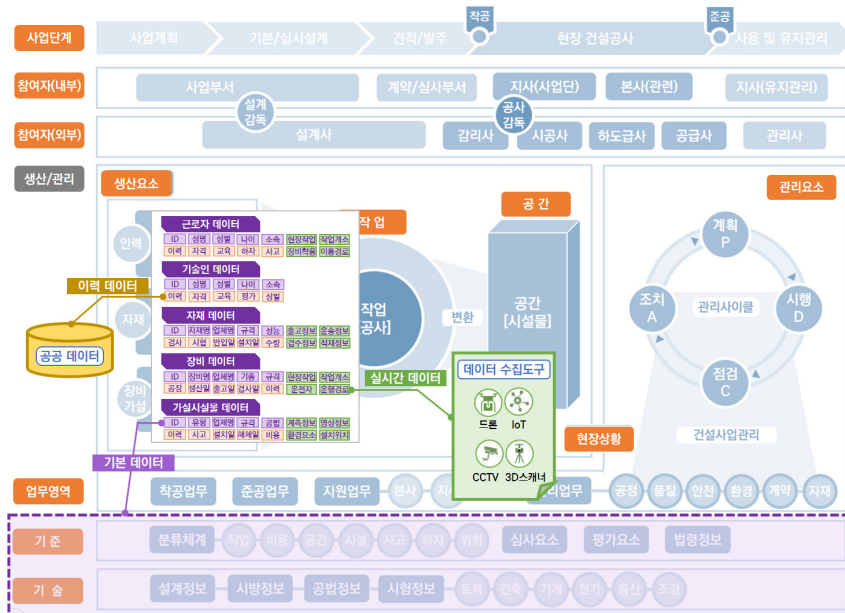 착공 준공
사업단계 사업계획 기본/실시설계 견적/발주 현장 건설공사 사용 및 유지관리
참여자(내부) 사업부서 계약/심사부서 지사(사업단) 본사(관련) 지사(유지관리)
설계
감독
공사
감독
참여자(외부) 설계사 감리사 시공사 하도급사 공급사 관리사
생산/관리
생산요소
인력
자재
장비
가설
근로자 데이터
ID 성명 성별 나이 소속 현장작업 작업개소
이력 자격 교육 하자 사고 장비착용 이동경로
기술인 데이터
ID 성명 성별 나이 소속
이력 자격 교육 평가 상벌
자재 데이터
ID 자재명 업체명 규격 성능 출고정보 운송정보
검사 시험 반입일 설치일 수량 검수정보 적재정보
장비 데이터
ID 장비명 업체명 기종 규격 현장작업 작업개소
공장 생산일 출고일 검사일 이력 운전자 운행경로
가설시설물 데이터
ID 유형 업체명 규격 공법 계측정보 영상정보
이력 사고 설치일 해체일 비용 환경요소 설치위치
이력 데이터
공공 데이터
기본 데이터
실시간 데이터
작 업
작업
[공사]
변환
공 간
공간
[시설물]
데이터 수집도구
드론 IoT
CCTV 3D스캐너
현장상황
관리요소
계획
P
시행
D
점검
C
조치
A
관리사이클
건설사업관리
업무영역 착공업무 준공업무 지원업무 본사 공정 품질 안전 환경 계약 자재
기 준 분류체계 작업 비용 공간 시설 사고 하자 위험 심사요소 평가요소 법령정보
기 술 설계정보 시방정보 공법정보 시험정보 토목 건축 기계 전기 통신 조경